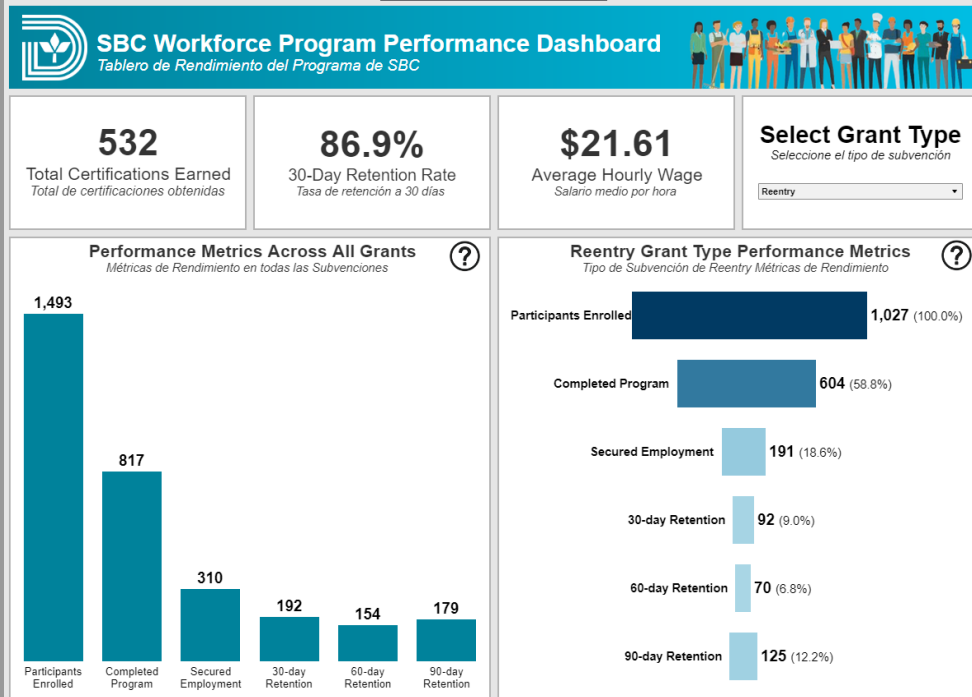 SBC Workforce Program Performance Dashboard
Tablero de Rendimiento del Programa de SBC
532
Total Certifications Earned
Total de certificaciones obtenidas
86.9%
30-Day Retention Rate
Tasa de retención a 30 días
$21.61
Average Hourly Wage
Salario medio por hora
Select Grant Type
Seleccione el tipo de subvención
Reentry
Performance Metrics Across All Grants
Métricas de Rendimiento en todas las Subvenciones
?
1,493
817
310
192
154
179
Participants
Enrolled
Completed
Program
Secured
Employment
30-day
Retention
60-day
Retention
90-day
Retention
Reentry Grant Type Performance Metrics
Tipo de Subvención de Reentry Métricas de Rendimiento
?
Participants Enrolled 1,027 (100.0%)
Completed Program 604 (58.8%)
Secured Employment 191 (18.6%)
30-day Retention 92 (9.0%)
60-day Retention 70 (6.8%)
90-day Retention 125 (12.2%)